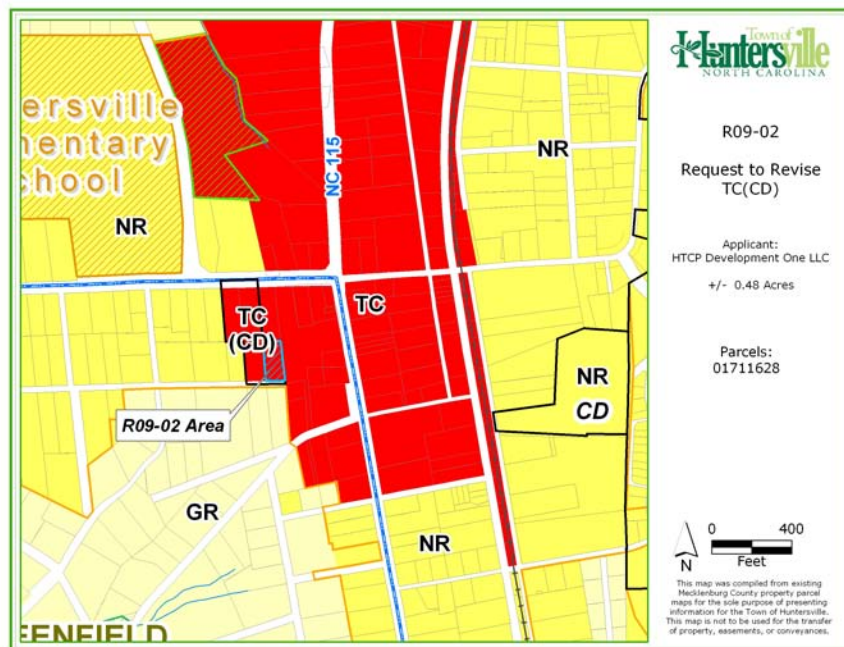 ersville
mentary
chool
NR
NC 115
NR
TC
(CD)
TC
NR
CD
R09-02 Area
GR
NR
EENFIELD
Town of
Huntersville
NORTH CAROLINA
R09-02
Request to Revise
TC(CD)
Applicant:
HTCP Development One LLC
+/- 0.48 Acres
Parcels:
01711628
N
0 400
Feet
This map was compiled from existing
Mecklenburg County property parcel
maps for the sole purpose of presenting
information for the Town of Huntersville.
This map is not to be used for the transfer
of property, easements, or conveyances.